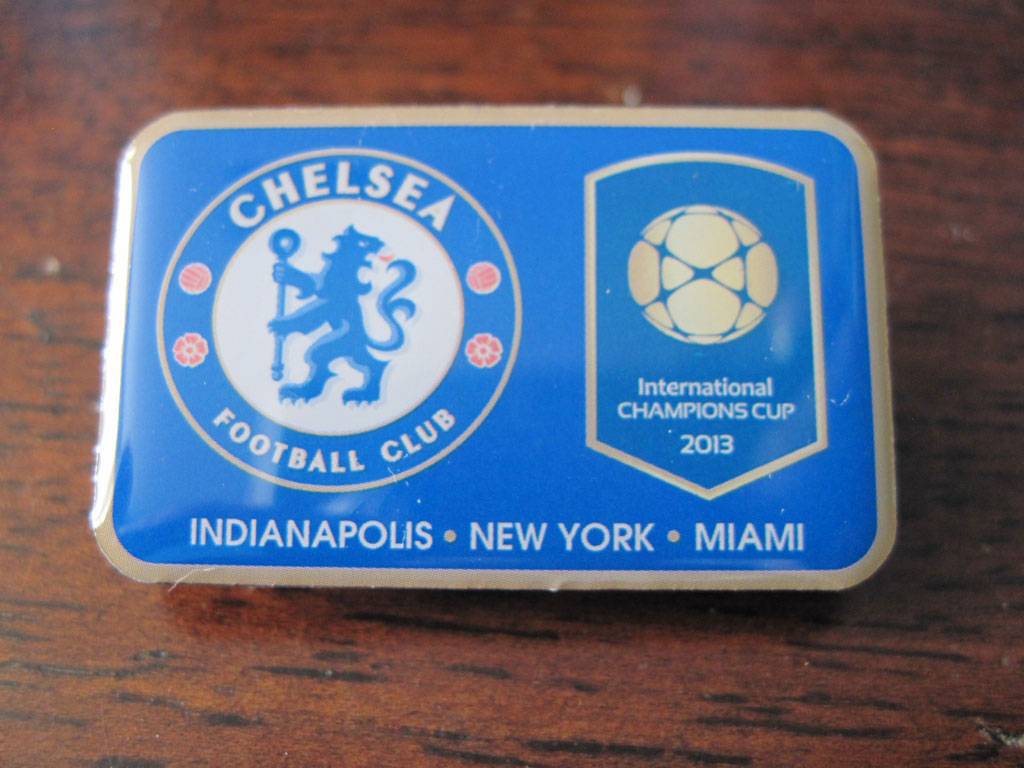 CHELSEA
FOOTBALL CLUB
International
CHAMPIONS CUP
2013
INDIANAPOLIS • NEW YORK • MIAMI